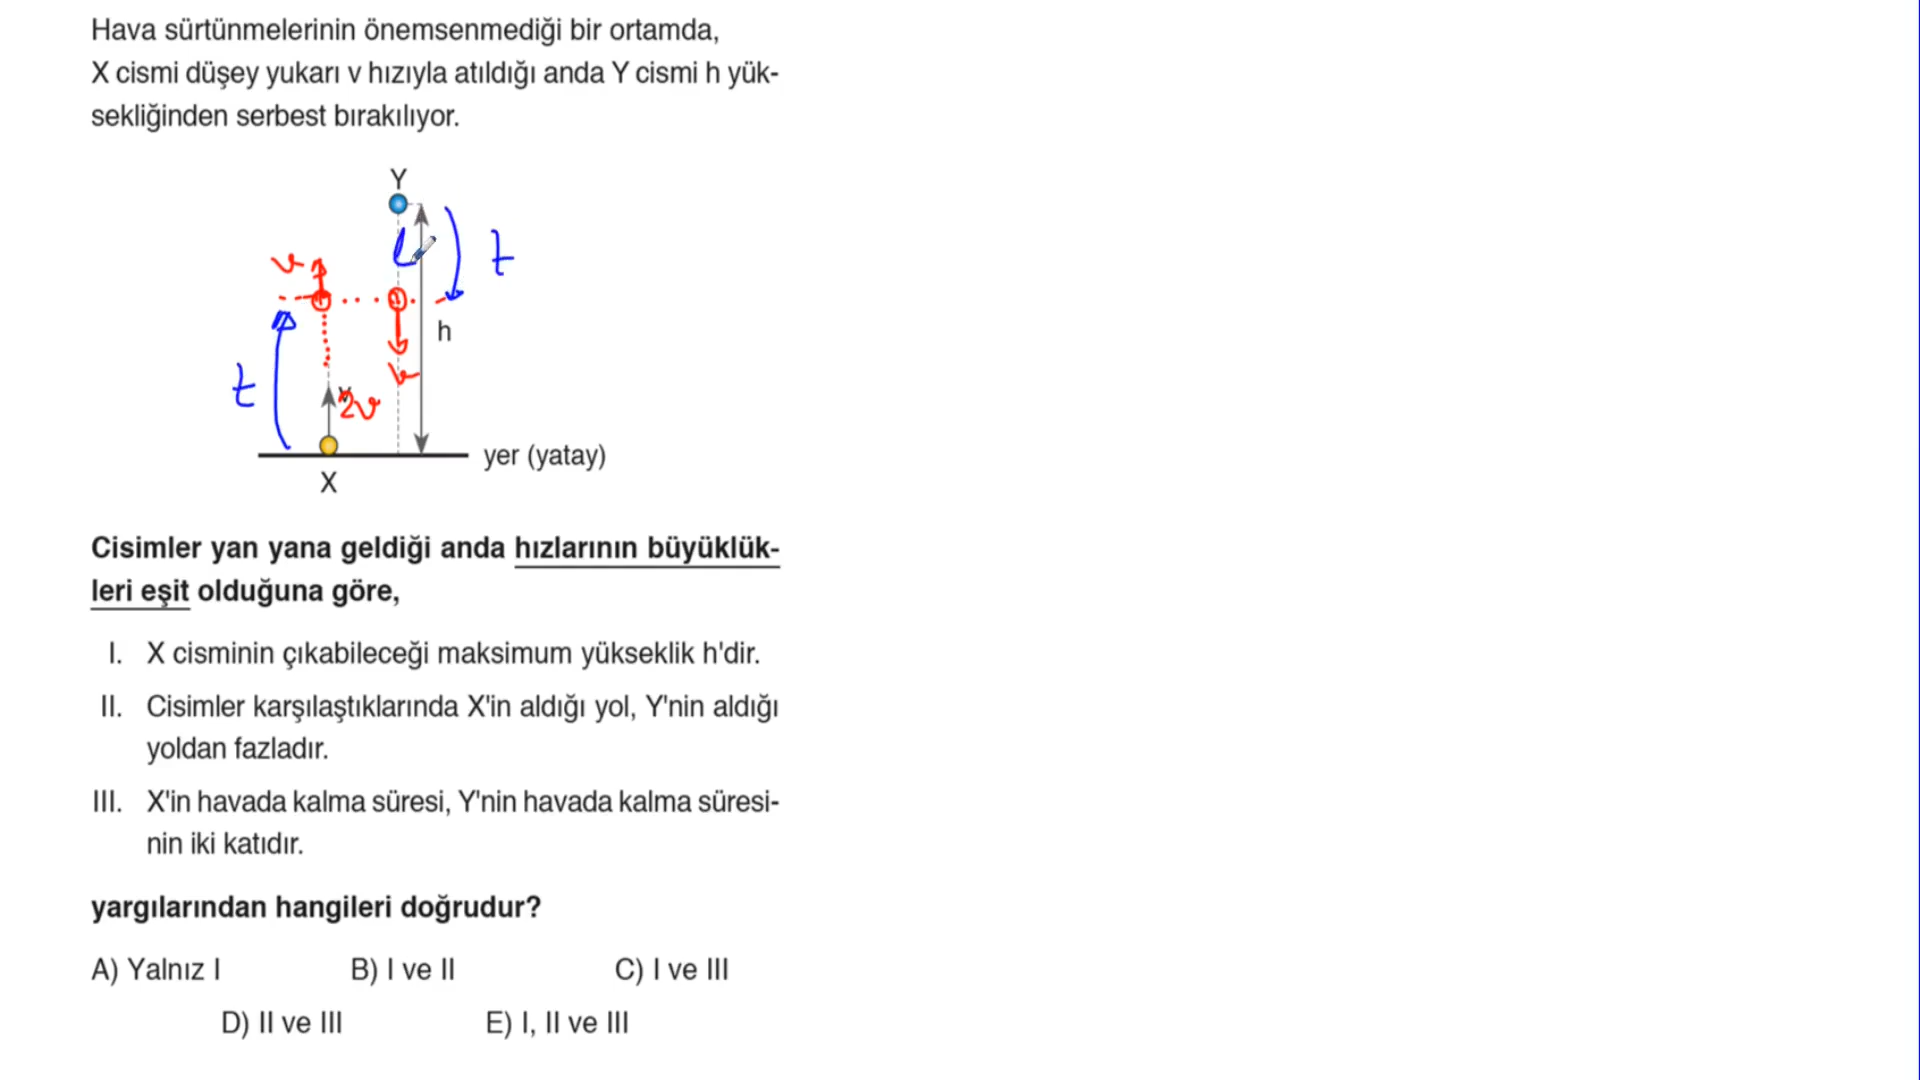 Hava sürtünmelerinin önemsenmediği bir ortamda,
X cismi düşey yukarı v hızıyla atıldığı anda Y cismi h yük-
sekliğinden serbest bırakılıyor.
Y
v
t
h
v
t
2v
yer (yatay)
X
Cisimler yan yana geldiği anda hızlarının büyüklük-
leri eşit olduğuna göre,
I. X cisminin çıkabileceği maksimum yükseklik h'dir.
II. Cisimler karşılaştıklarında X'in aldığı yol, Y'nin aldığı
yoldan fazladır.
III. X'in havada kalma süresi, Y'nin havada kalma süresi-
nin iki katıdır.
yargılarından hangileri doğrudur?
A) Yalnız I B) I ve II C) I ve III
D) II ve III E) I, II ve III